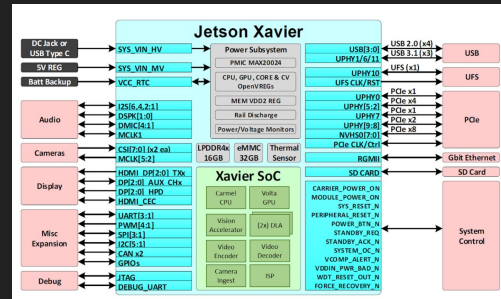 Jetson Xavier
DC Jack or
USB Type C
5V REG
Batt Backup
SYS_VIN_HV
SYS_VIN_MV
VCC_RTC
Power Subsystem
PMIC MAX20024
CPU, GPU, CORE & CV
OpenVREGs
MEM VDD2 REG
Rail Discharge
Power/Voltage Monitors
USB[3:0]
UPHY1/6/11
USB 2.0 (x4)
USB 3.1 (x3)
USB
UPHY10
UFS CLK/RST
UFS (x1)
UFS
Audio
I2S[6,4,2:1]
DSPK[1:0]
DMIC[4:1]
MCLK1
UPHY0
UPHY[5:2]
UPHY7
UPHY[9:8]
NVHS0[7:0]
PCIe CLK/Ctrl
PCIe x1
PCIe x4
PCIe x1
PCIe x2
PCIe x8
PCIe
Cameras
CSI[7:0] (x2 ea)
MCLK[5:2]
LPDDR4x
16GB
eMMC
32GB
Thermal
Sensor
RGMII
Gbit Ethernet
SD CARD
SD Card
Display
HDMI_DP[2:0]_TXx
DP[2:0]_AUX_CHx
DP[2:0]_HPD
HDMI_CEC
Xavier SoC
Carmel
CPU
Volta
GPU
Vision
Accelerator
(2x) DLA
Video
Encoder
Video
Decoder
Camera
Ingest
ISP
Misc
Expansion
UART[3:1]
PWM[4:1]
SPI[3:1]
I2C[5:1]
CAN x2
GPIOs
Debug
JTAG
DEBUG_UART
CARRIER_POWER_ON
MODULE_POWER_ON
SYS_RESET_N
PERIPHERAL_RESET_N
POWER_BTN_N
STANDBY_REQ
STANDBY_ACK_N
SYSTEM_OC_N
VCOMP_ALERT_N
VDDIN_PWR_BAD_N
WDT_RESET_OUT_N
FORCE_RECOVERY_N
System
Control